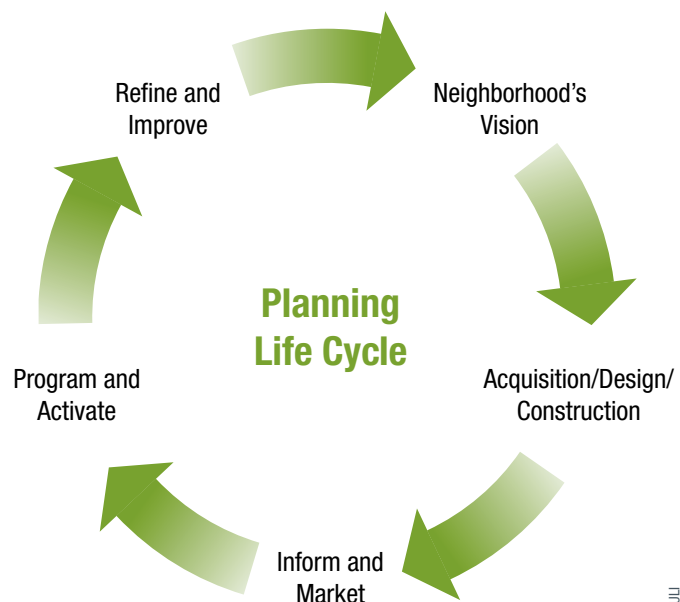 Refine and
Improve
Neighborhood's
Vision
Planning
Life Cycle
Program and
Activate
Acquisition/Design/
Construction
Inform and
Market